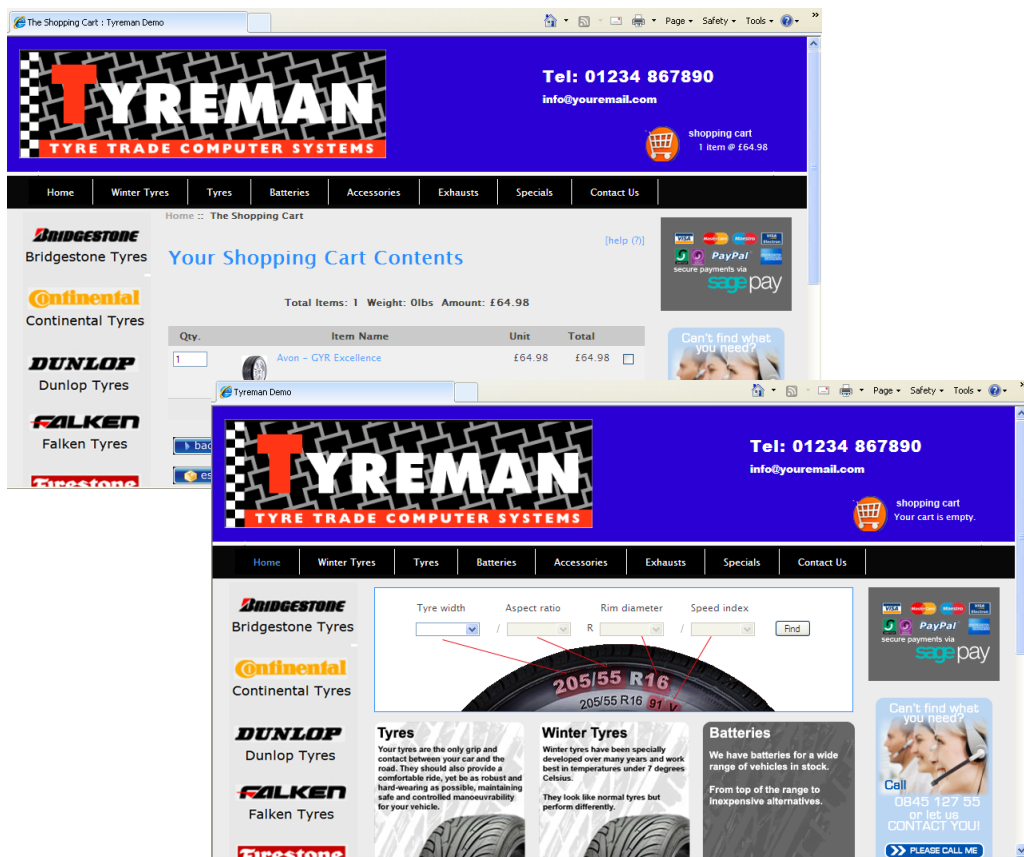 The Shopping Cart : Tyreman Demo
Page
Safety
Tools
»
TYREMAN
TYRE TRADE COMPUTER SYSTEMS
Tel: 01234 867890
info@youremail.com
shopping cart
1 item @ £64.98
Home
Winter Tyres
Tyres
Batteries
Accessories
Exhausts
Specials
Contact Us
BRIDGESTONE
Bridgestone Tyres
Continental
Continental Tyres
DUNLOP
Dunlop Tyres
FALKEN
Falken Tyres
Firestone
Home :: The Shopping Cart
[help (?)]
Your Shopping Cart Contents
Total Items: 1 Weight: 0lbs Amount: £64.98
Qty. Item Name Unit Total
1 Avon - GYR Excellence £64.98 £64.98
VISA MasterCard Maestro VISA Electron
PayPal
secure payments via
sage pay
Can't find what
you need?
Tyreman Demo
Page
Safety
Tools
»
TYREMAN
TYRE TRADE COMPUTER SYSTEMS
Tel: 01234 867890
info@youremail.com
shopping cart
Your cart is empty.
Home
Winter Tyres
Tyres
Batteries
Accessories
Exhausts
Specials
Contact Us
BRIDGESTONE
Bridgestone Tyres
Continental
Continental Tyres
DUNLOP
Dunlop Tyres
FALKEN
Falken Tyres
Firestone
Tyre width Aspect ratio Rim diameter Speed index
/ R / Find
205/55 R16
205/55 R16 91 V
Tyres
Your tyres are the only grip and
contact between your car and the
road. They should also provide a
comfortable ride, yet be as robust and
hard-wearing as possible, maintaining
safe and controlled manoeuvrability
for your vehicle.
Winter Tyres
Winter tyres have been specially
developed over many years and work
best in temperatures under 7 degrees
Celsius.
They look like normal tyres but
perform differently.
Batteries
We have batteries for a wide
range of vehicles in stock.
From top of the range to
inexpensive alternatives.
VISA MasterCard Maestro VISA Electron
PayPal
secure payments via
sage pay
Can't find what
you need?
Call
0845 127 55
or let us
CONTACT YOU!
PLEASE CALL ME